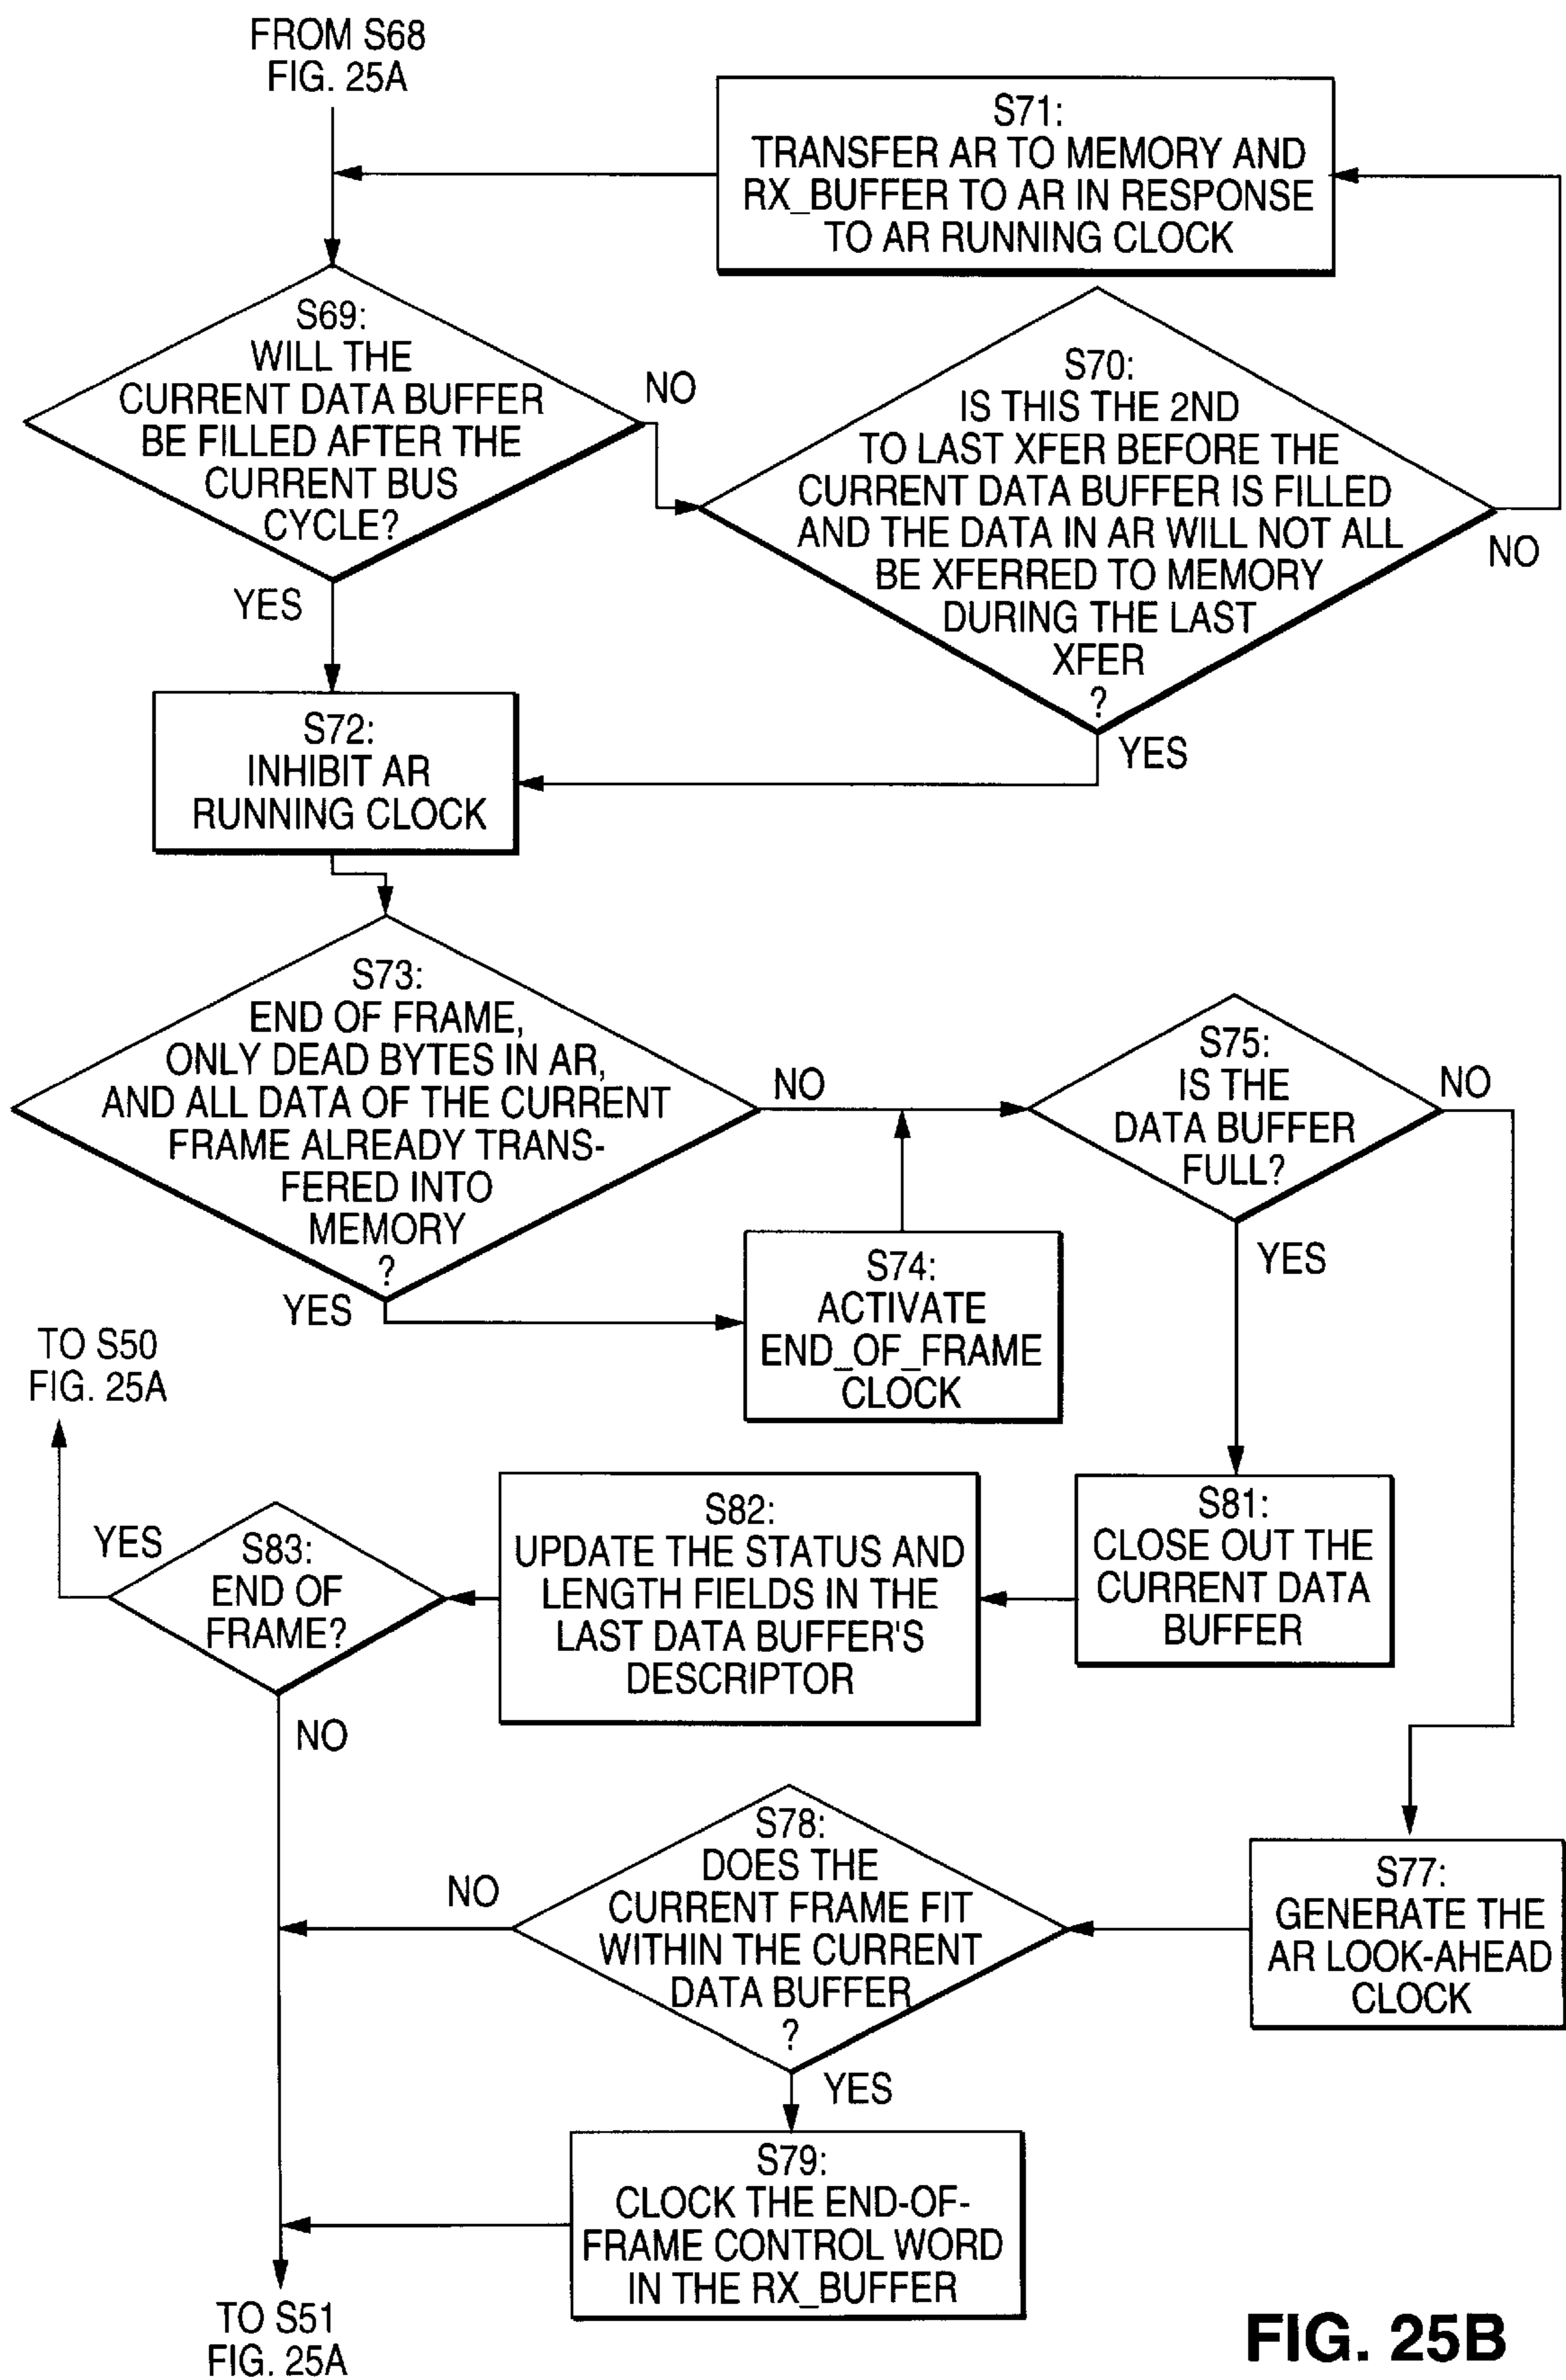 FROM S68
FIG. 25A
S71:
TRANSFER AR TO MEMORY AND
RX_BUFFER TO AR IN RESPONSE
TO AR RUNNING CLOCK
S69:
WILL THE
CURRENT DATA BUFFER
BE FILLED AFTER THE
CURRENT BUS
CYCLE?
NO
YES
S70:
IS THIS THE 2ND
TO LAST XFER BEFORE THE
CURRENT DATA BUFFER IS FILLED
AND THE DATA IN AR WILL NOT ALL
BE XFERRED TO MEMORY
DURING THE LAST
XFER
?
NO
YES
S72:
INHIBIT AR
RUNNING CLOCK
S73:
END OF FRAME,
ONLY DEAD BYTES IN AR,
AND ALL DATA OF THE CURRENT
FRAME ALREADY TRANS-
FERED INTO
MEMORY
?
NO
YES
S75:
IS THE
DATA BUFFER
FULL?
NO
YES
S74:
ACTIVATE
END_OF_FRAME
CLOCK
TO S50
FIG. 25A
YES
S83:
END OF
FRAME?
NO
S82:
UPDATE THE STATUS AND
LENGTH FIELDS IN THE
LAST DATA BUFFER'S
DESCRIPTOR
S81:
CLOSE OUT THE
CURRENT DATA
BUFFER
S78:
DOES THE
CURRENT FRAME FIT
WITHIN THE CURRENT
DATA BUFFER
?
NO
YES
S77:
GENERATE THE
AR LOOK-AHEAD
CLOCK
S79:
CLOCK THE END-OF-
FRAME CONTROL WORD
IN THE RX_BUFFER
TO S51
FIG. 25A
FIG. 25B